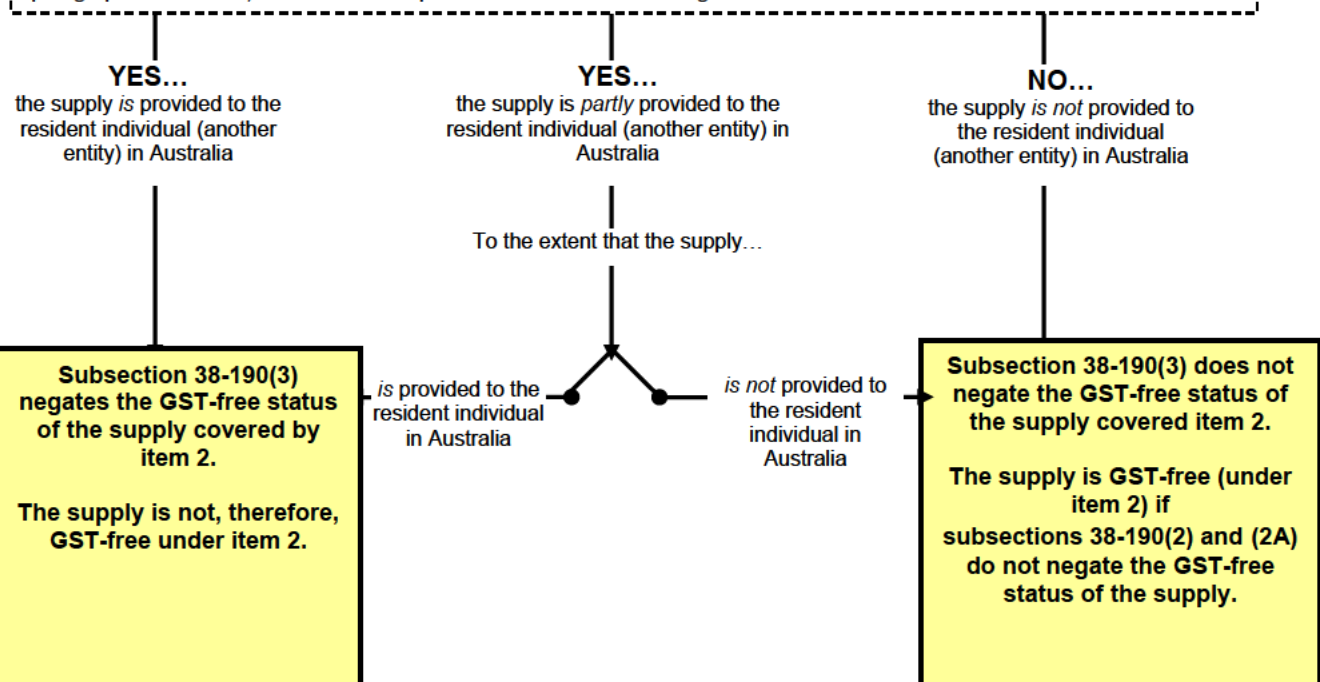 YES…
the supply is provided to the
resident individual (another
entity) in Australia
YES…
the supply is partly provided to the
resident individual (another entity) in
Australia
NO…
the supply is not provided to
the resident individual
(another entity) in Australia
To the extent that the supply…
is provided to the
resident individual
in Australia
is not provided to
the resident
individual in
Australia
Subsection 38-190(3)
negates the GST-free status
of the supply covered by
item 2.
The supply is not, therefore,
GST-free under item 2.
Subsection 38-190(3) does not
negate the GST-free status of
the supply covered item 2.
The supply is GST-free (under
item 2) if
subsections 38-190(2) and (2A)
do not negate the GST-free
status of the supply.